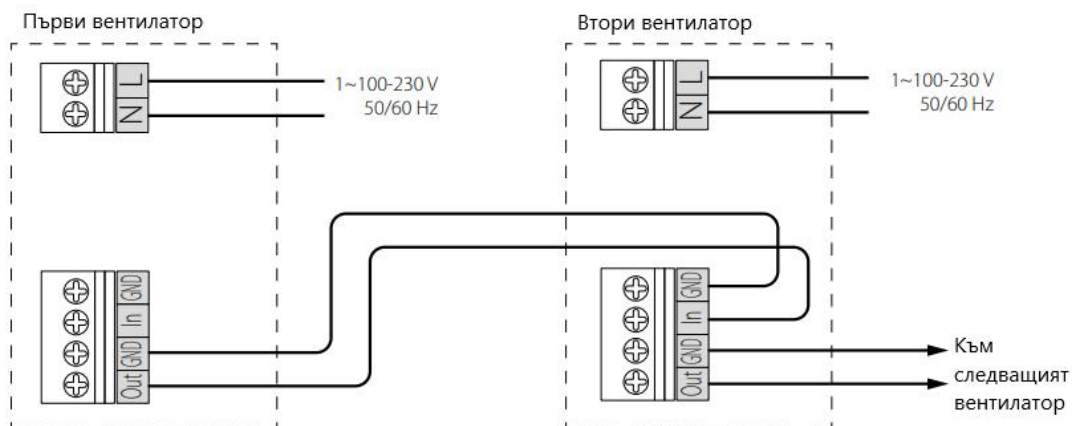 Първи вентилатор
L
N
1~100-230 V
50/60 Hz
GND
In
GND
Out
Втори вентилатор
L
N
1~100-230 V
50/60 Hz
GND
In
GND
Out
Към
следващият
вентилатор